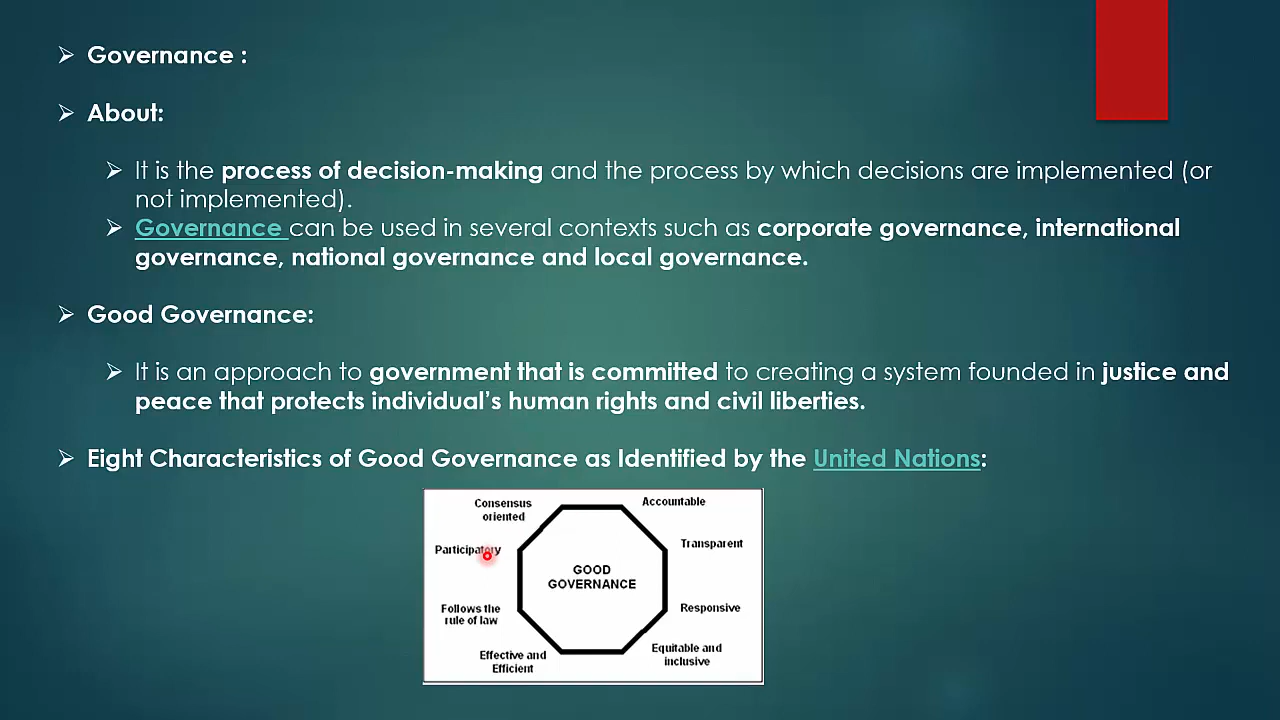 Governance :
About:
It is the process of decision-making and the process by which decisions are implemented (or
not implemented).
Governance can be used in several contexts such as corporate governance, international
governance, national governance and local governance.
Good Governance:
It is an approach to government that is committed to creating a system founded in justice and
peace that protects individual's human rights and civil liberties.
Eight Characteristics of Good Governance as Identified by the United Nations:
Consensus
oriented
Accountable
Participatory
Transparent
GOOD
GOVERNANCE
Follows the
rule of law
Responsive
Effective and
Efficient
Equitable and
inclusive